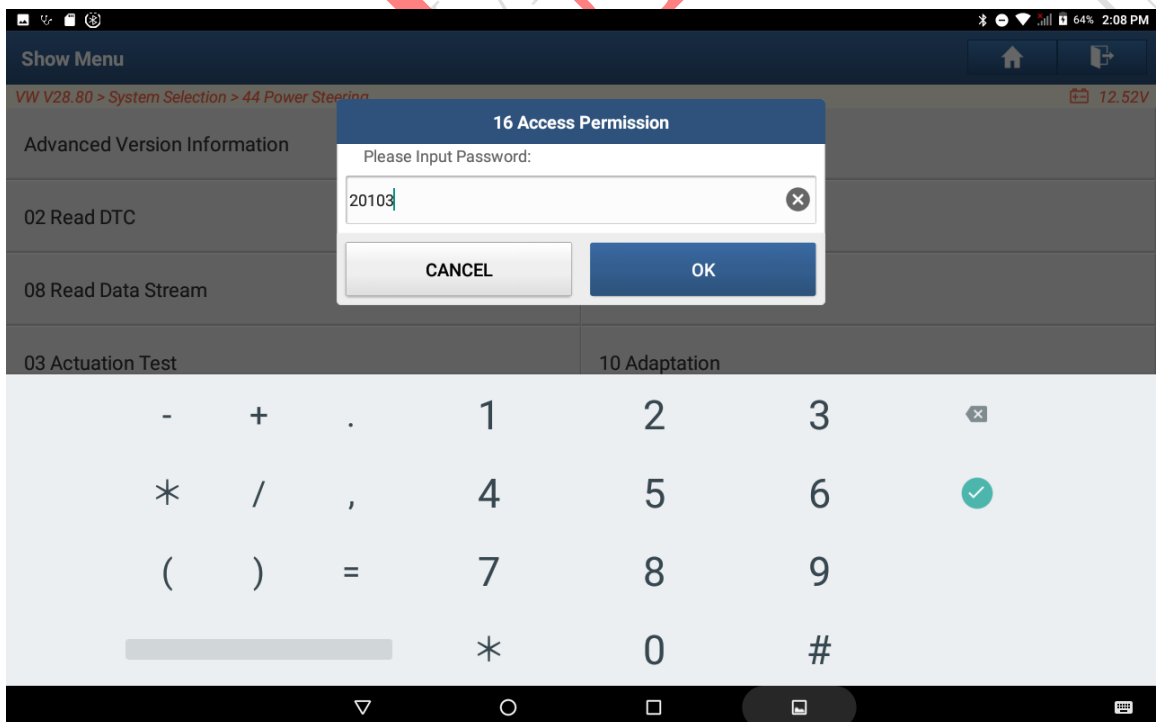 64% 2:08 PM
Show Menu
VW V28.80 > System Selection > 44 Power Steering
12.52V
16 Access Permission
Please Input Password:
20103
CANCEL
OK
Advanced Version Information
02 Read DTC
08 Read Data Stream
03 Actuation Test
10 Adaptation
- + . 1 2 3
* / , 4 5 6
( ) = 7 8 9
* 0 #